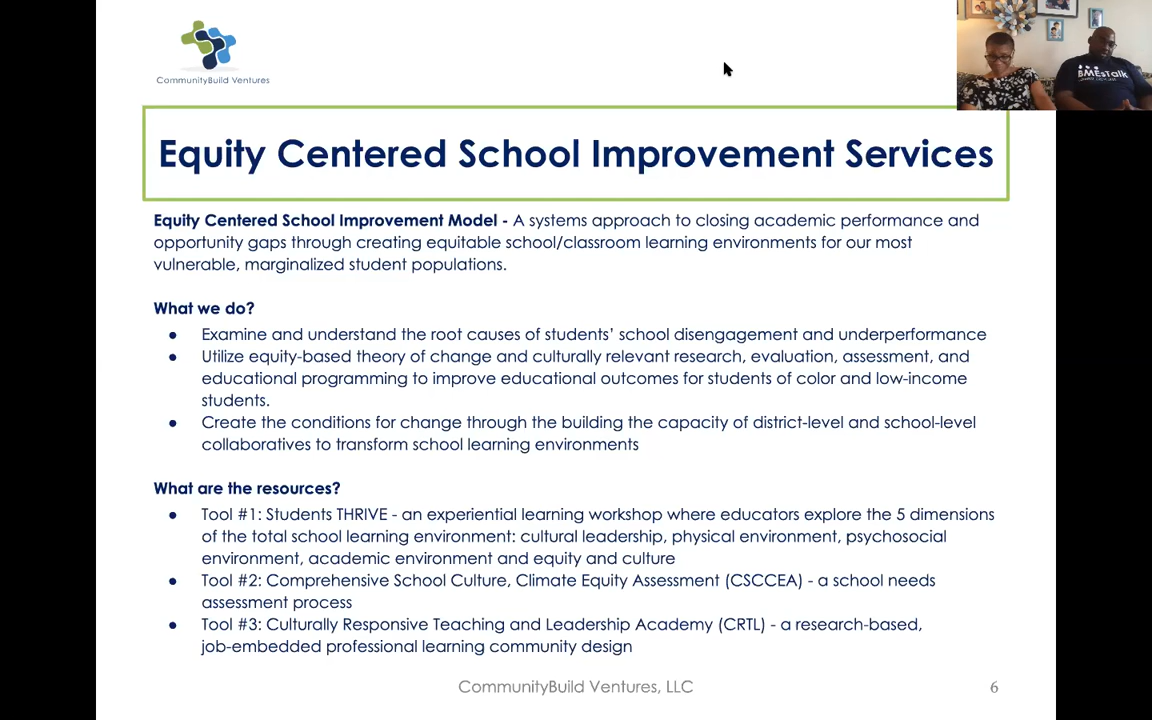 CommunityBuild Ventures
BMEsTalk
Equity Centered School Improvement Services
Equity Centered School Improvement Model - A systems approach to closing academic performance and
opportunity gaps through creating equitable school/classroom learning environments for our most
vulnerable, marginalized student populations.
What we do?
● Examine and understand the root causes of students’ school disengagement and underperformance
● Utilize equity-based theory of change and culturally relevant research, evaluation, assessment, and
educational programming to improve educational outcomes for students of color and low-income
students.
● Create the conditions for change through the building the capacity of district-level and school-level
collaboratives to transform school learning environments
What are the resources?
● Tool #1: Students THRIVE - an experiential learning workshop where educators explore the 5 dimensions
of the total school learning environment: cultural leadership, physical environment, psychosocial
environment, academic environment and equity and culture
● Tool #2: Comprehensive School Culture, Climate Equity Assessment (CSCCEA) - a school needs
assessment process
● Tool #3: Culturally Responsive Teaching and Leadership Academy (CRTL) - a research-based,
job-embedded professional learning community design
CommunityBuild Ventures, LLC
6